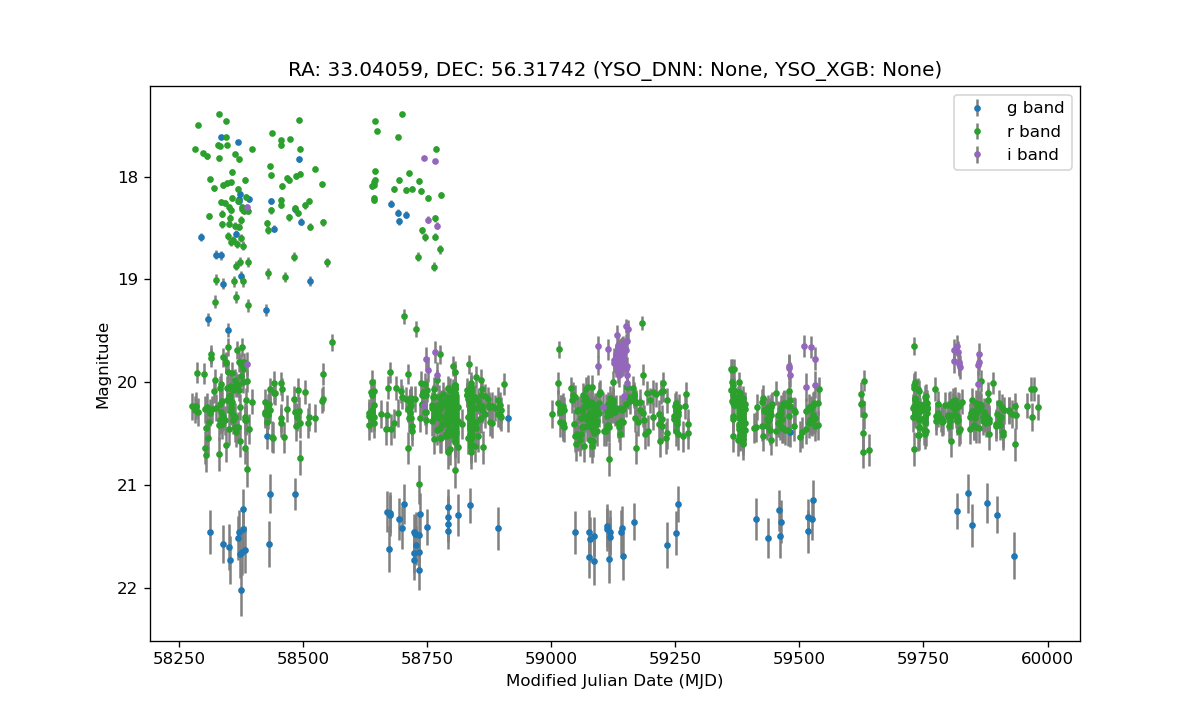 RA: 33.04059, DEC: 56.31742 (YSO_DNN: None, YSO_XGB: None)
g band
r band
i band
18
19
20
21
22
Magnitude
58250 58500 58750 59000 59250 59500 59750 60000
Modified Julian Date (MJD)